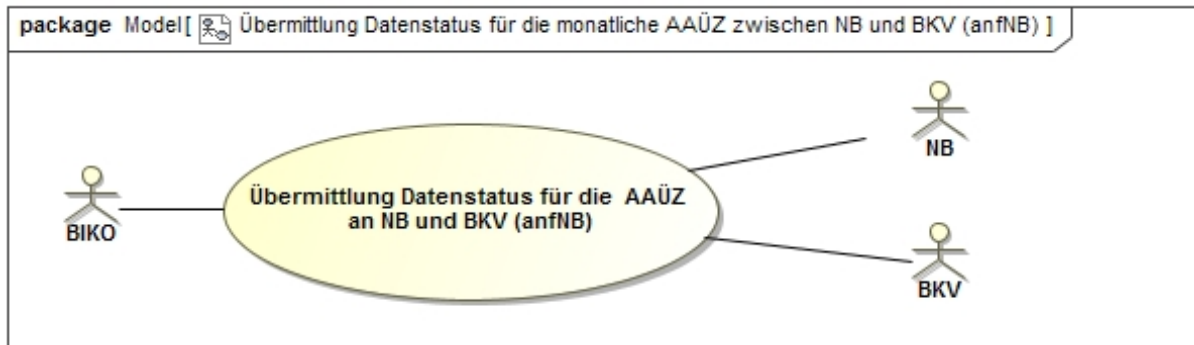 package Model[ Übermittlung Datenstatus für die monatliche AAÜZ zwischen NB und BKV (anfNB) ]
NB
Übermittlung Datenstatus für die AAÜZ
an NB und BKV (anfNB)
BIKO
BKV